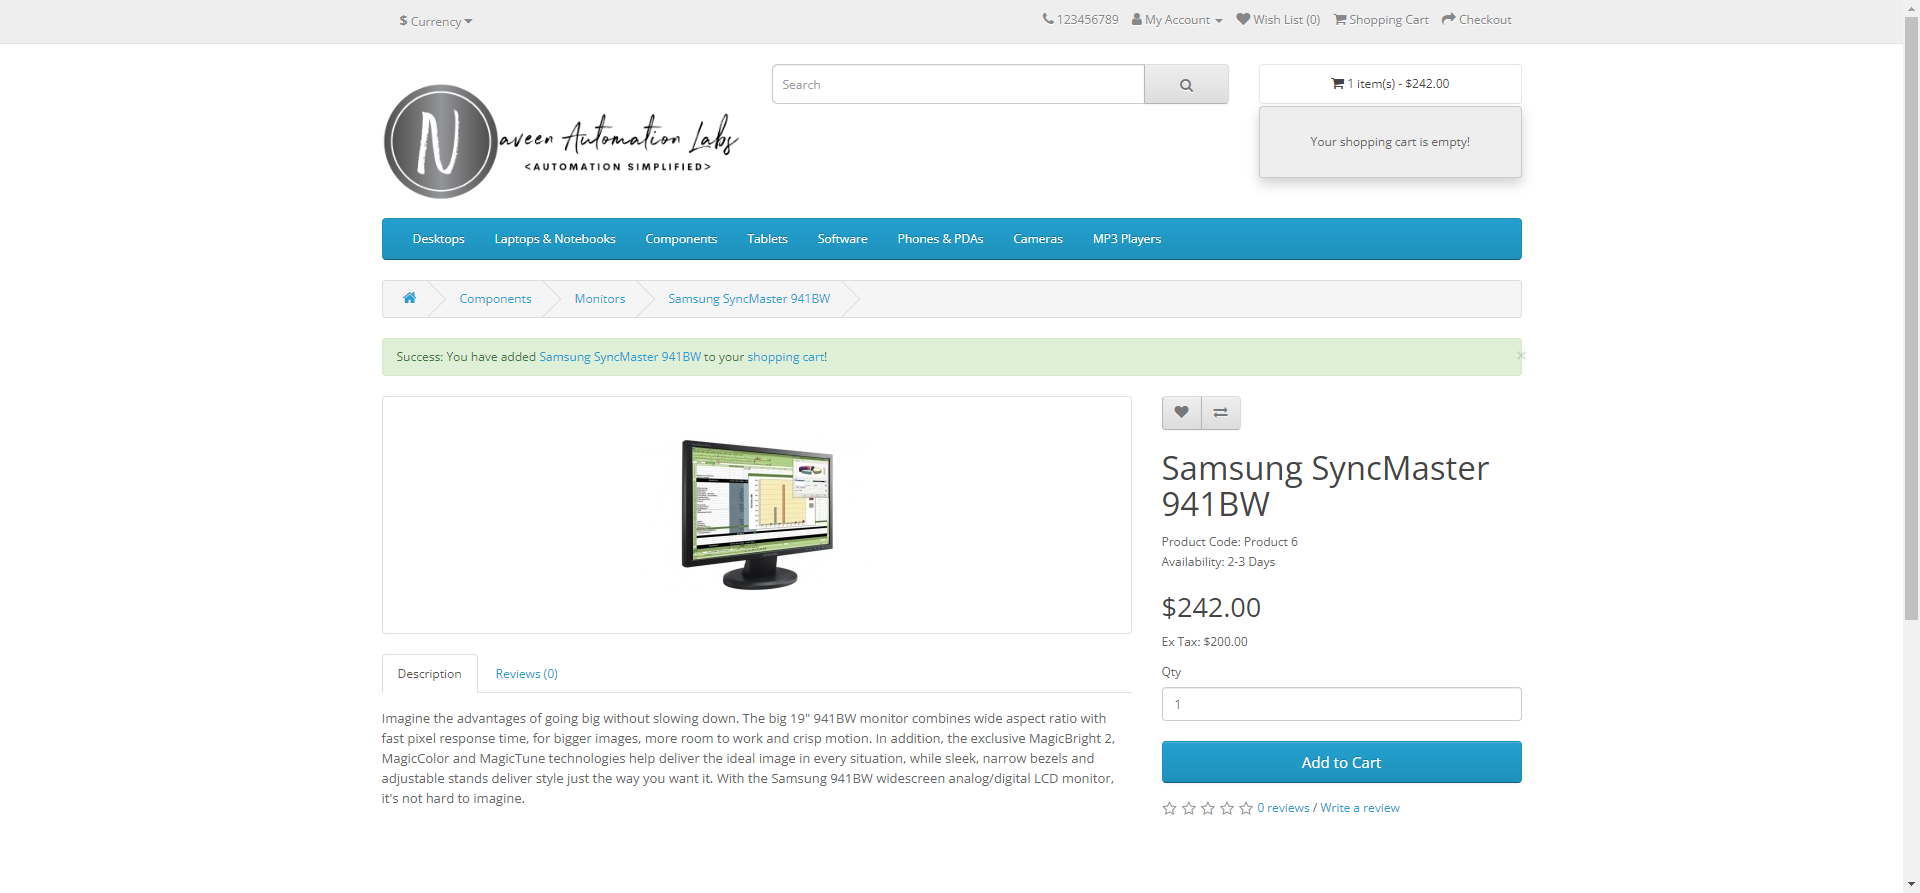 $ Currency
123456789 My Account Wish List (0) Shopping Cart Checkout
Search
1 item(s) - $242.00
Your shopping cart is empty!
N
aveen Automation Labs
<AUTOMATION SIMPLIFIED>
Desktops Laptops & Notebooks Components Tablets Software Phones & PDAs Cameras MP3 Players
Components Monitors Samsung SyncMaster 941BW
Success: You have added Samsung SyncMaster 941BW to your shopping cart!
×
Samsung SyncMaster
941BW
Product Code: Product 6
Availability: 2-3 Days
$242.00
Ex Tax: $200.00
Qty
1
Add to Cart
0 reviews / Write a review
Description Reviews (0)
Imagine the advantages of going big without slowing down. The big 19" 941BW monitor combines wide aspect ratio with
fast pixel response time, for bigger images, more room to work and crisp motion. In addition, the exclusive MagicBright 2,
MagicColor and MagicTune technologies help deliver the ideal image in every situation, while sleek, narrow bezels and
adjustable stands deliver style just the way you want it. With the Samsung 941BW widescreen analog/digital LCD monitor,
it's not hard to imagine.